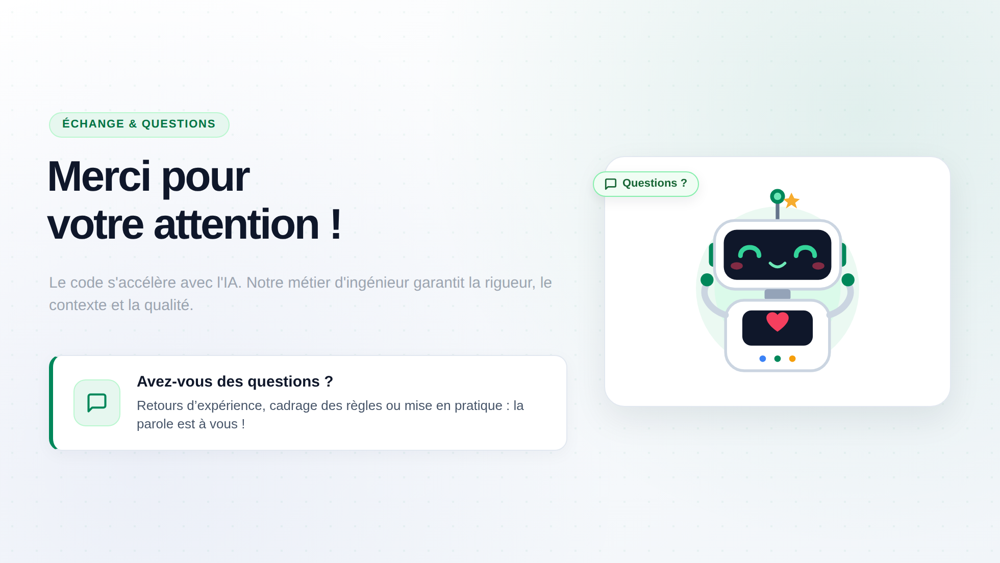 ÉCHANGE & QUESTIONS
Merci pour
votre attention !
Le code s'accélère avec l'IA. Notre métier d'ingénieur garantit la rigueur, le
contexte et la qualité.
Avez-vous des questions ?
Retours d’expérience, cadrage des règles ou mise en pratique : la
parole est à vous !
Questions ?